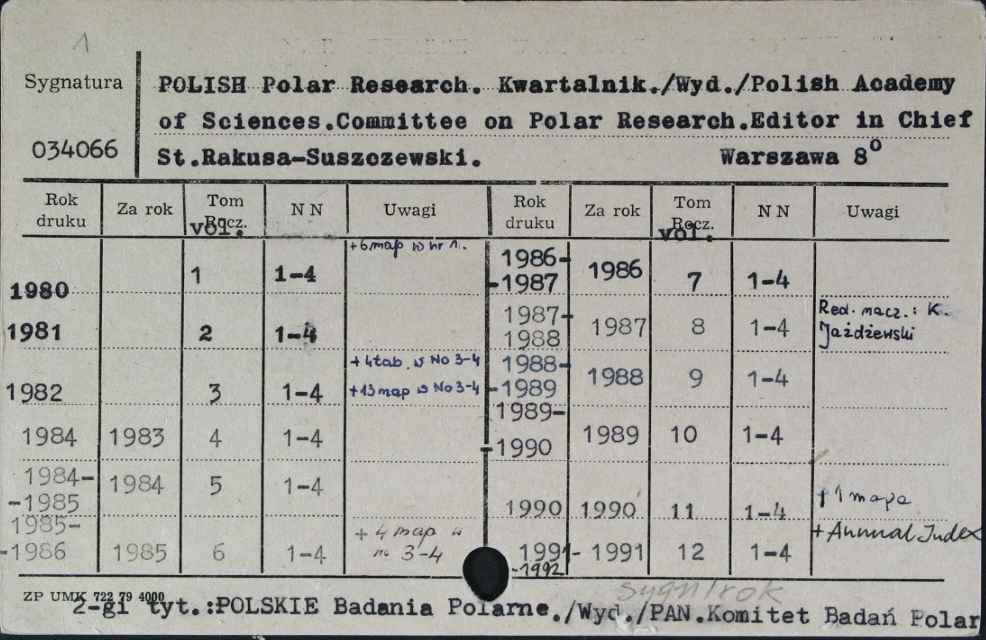 1
Sygnatura POLISH Polar Research. Kwartalnik./Wyd./Polish Academy
of Sciences.Committee on Polar Research.Editor in Chief
034066 St.Rakusa-Suszczewski. Warszawa 8°
Rok druku Za rok Tom Rocz. vol. N N Uwagi Rok druku Za rok Tom Rocz. vol. N N Uwagi
1980 1 1-4 +6 map w nr 1. 1986-
-1987 1986 7 1-4
1981 2 1-4 1987-
1988 1987 8 1-4 Red. nacz.: K.
Jażdżewski
1982 3 1-4 +4tab. w No 3-4
+13map w No 3-4 1988-
-1989 1988 9 1-4
1984 1983 4 1-4 1989-
-1990 1989 10 1-4
1984-
-1985 1984 5 1-4 1990 1990 11 1-4 +1 mapa
1985-
-1986 1985 6 1-4 + 4 map w
no 3-4 1991-
-1992 1991 12 1-4 + Annual Index
sygn/rok
ZP UMK 722 79 4000
2-gi tyt.:POLSKIE Badania Polarne./Wyd./PAN.Komitet Badań Polar